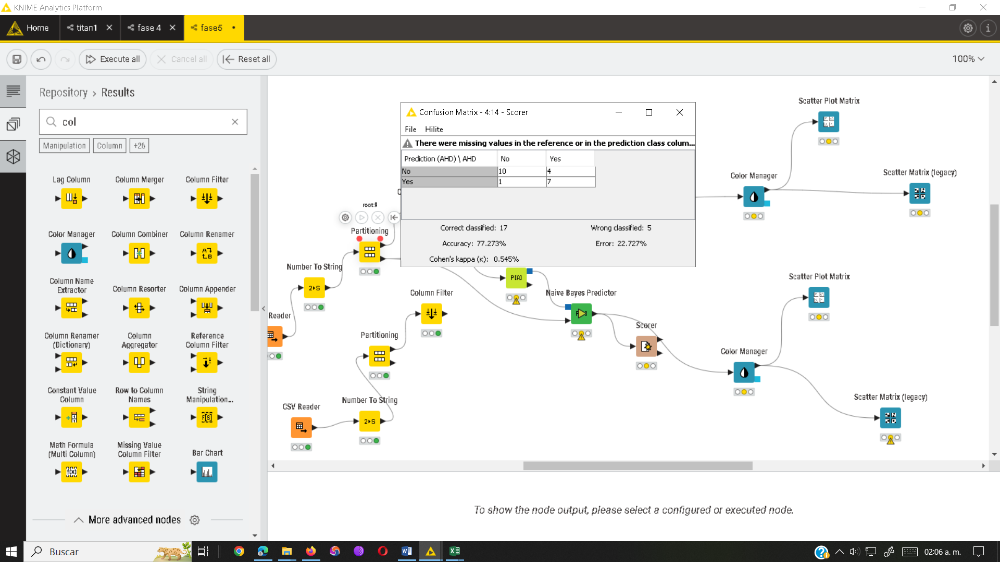 KNIME Analytics Platform
Home
titan1
fase 4
fase5
Execute all
Cancel all
Reset all
100%
Repository › Results
col
Manipulation
Column
+26
Lag Column
Column Merger
Column Filter
Color Manager
Column Combiner
Column Renamer
Column Name
Extractor
Column Resorter
Column Appender
Column Renamer
(Dictionary)
Column
Aggregator
Reference
Column Filter
Constant Value
Column
Row to Column
Names
String
Manipulation...
Math Formula
(Multi Column)
Missing Value
Column Filter
Bar Chart
More advanced nodes
Confusion Matrix - 4:14 - Scorer
File Hilite
There were missing values in the reference or in the prediction class colum...
Prediction (AHD) \ AHD No Yes
No 10 4
Yes 1 7
Correct classified: 17
Wrong classified: 5
Accuracy: 77.273%
Error: 22.727%
Cohen's kappa (κ): 0.545%
Scatter Plot Matrix
Color Manager
Scatter Matrix (legacy)
root:9
Partitioning
Number To String
2▸S
Reader
P[A]
Column Filter
Naive Bayes Predictor
Scorer
Partitioning
Scatter Plot Matrix
Color Manager
Scatter Matrix (legacy)
CSV Reader
Number To String
2▸S
To show the node output, please select a configured or executed node.
Buscar
02:06 a. m.